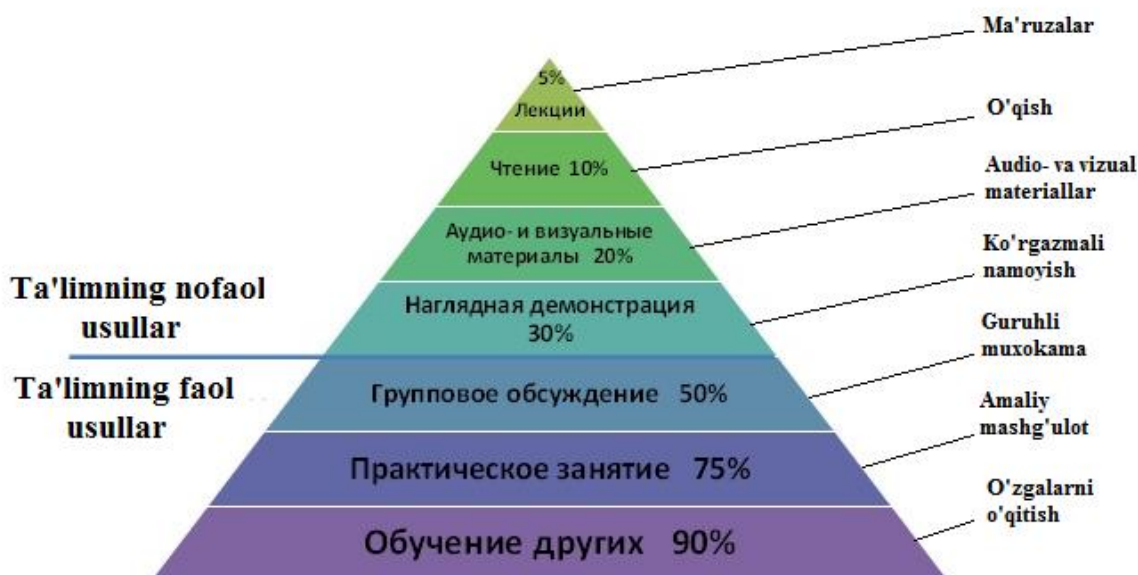 Ma'ruzalar
5%
Лекции
O'qish
Чтение 10%
Audio- va vizual
materiallar
Аудио- и визуальные
материалы 20%
Ko'rgazmali
namoyish
Ta'limning nofaol
usullar
Наглядная демонстрация
30%
Guruhli
muxokama
Ta'limning faol
usullar
Групповое обсуждение 50%
Amaliy
mashg'ulot
Практическое занятие 75%
O'zgalarni
o'qitish
Обучение других 90%